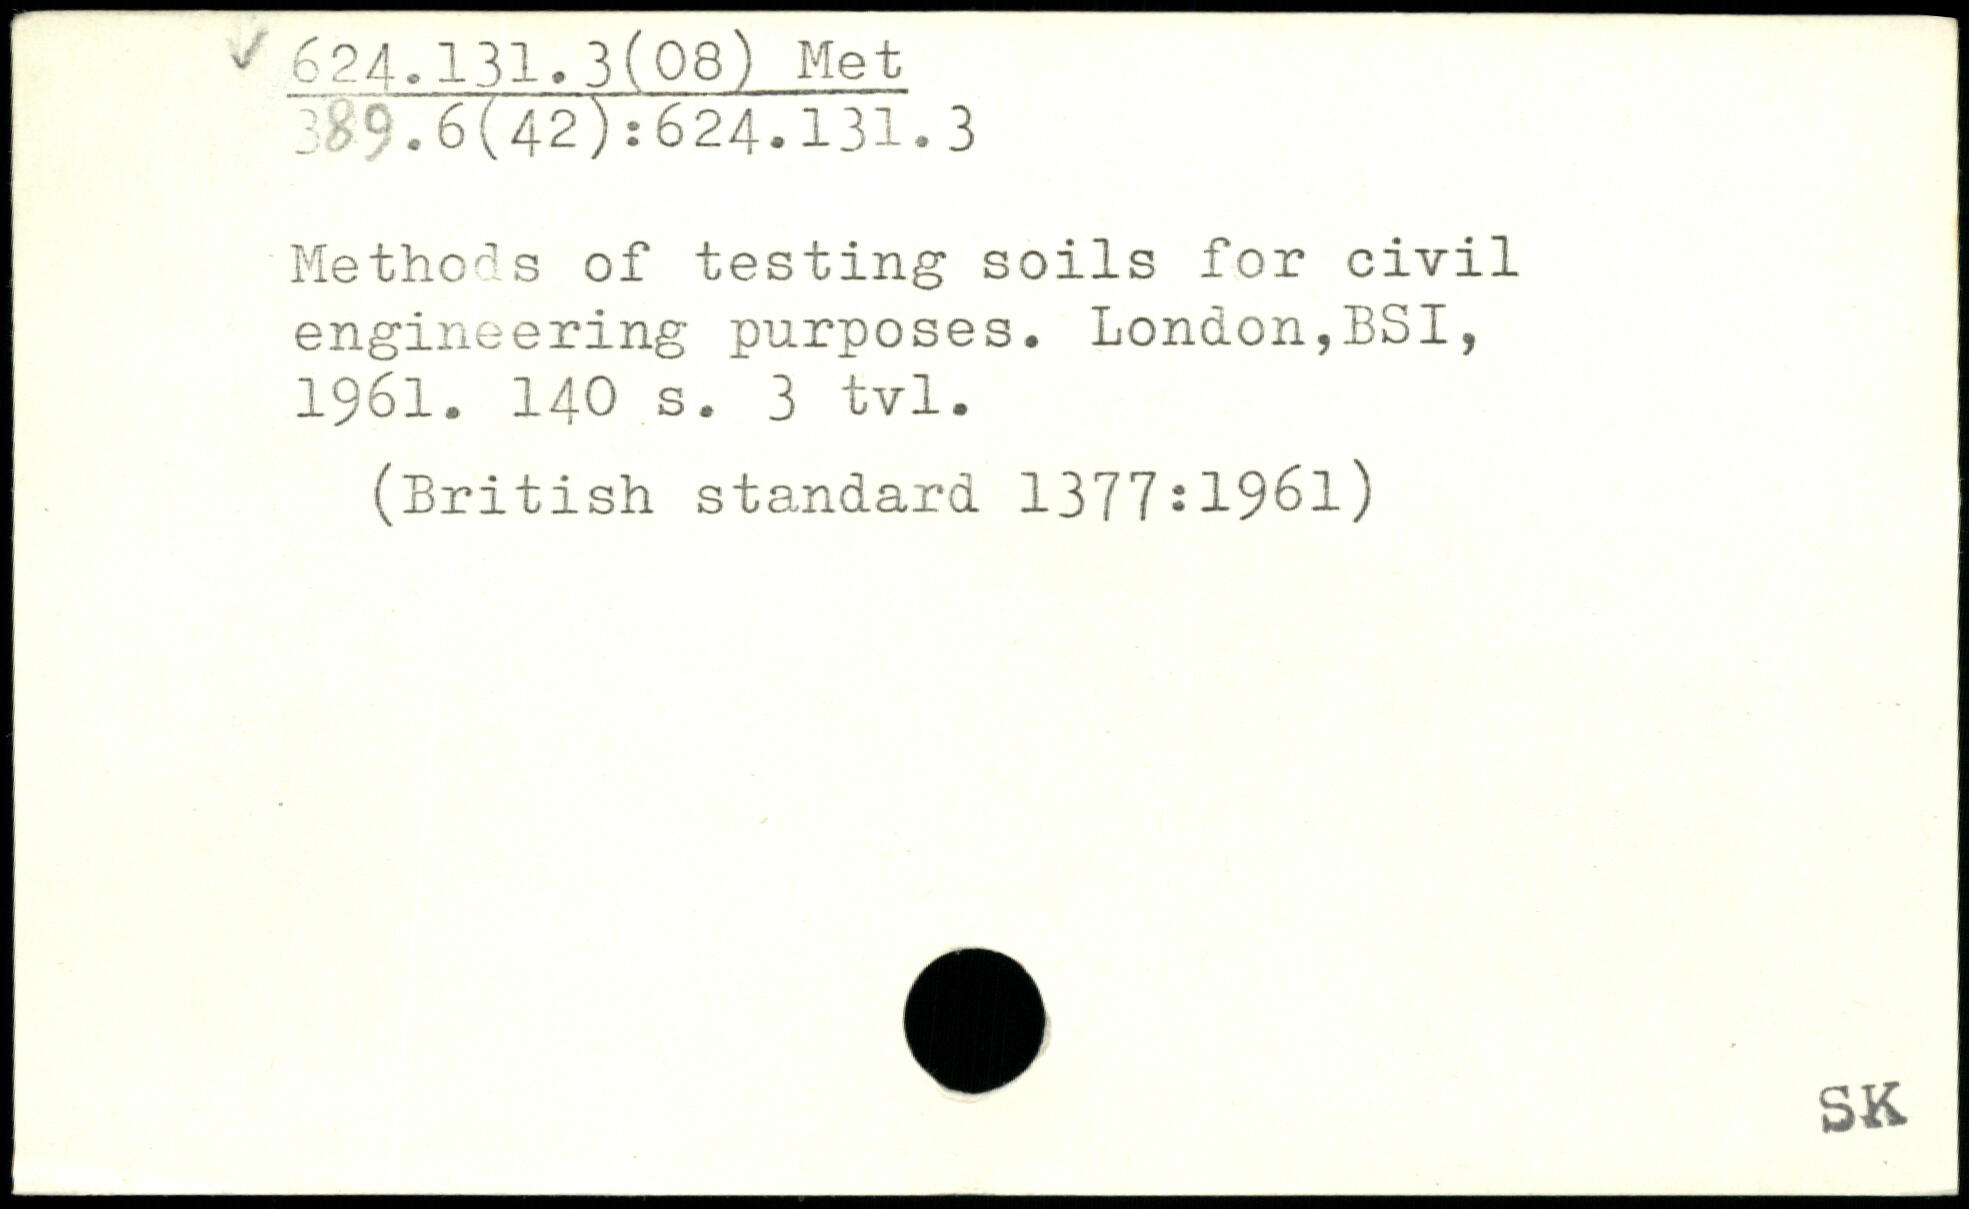 624.131.3(08) Met
389.6(42):624.131.3
Methods of testing soils for civil
engineering purposes. London,BSI,
1961. 140 s. 3 tvl.
(British standard 1377:1961)
SK